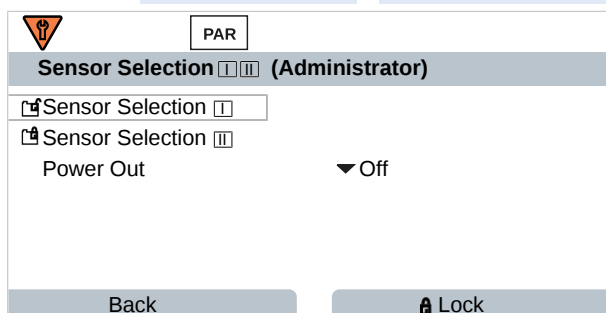 PAR
Sensor Selection I II (Administrator)
Sensor Selection I
Sensor Selection II
Power Out Off
Back Lock